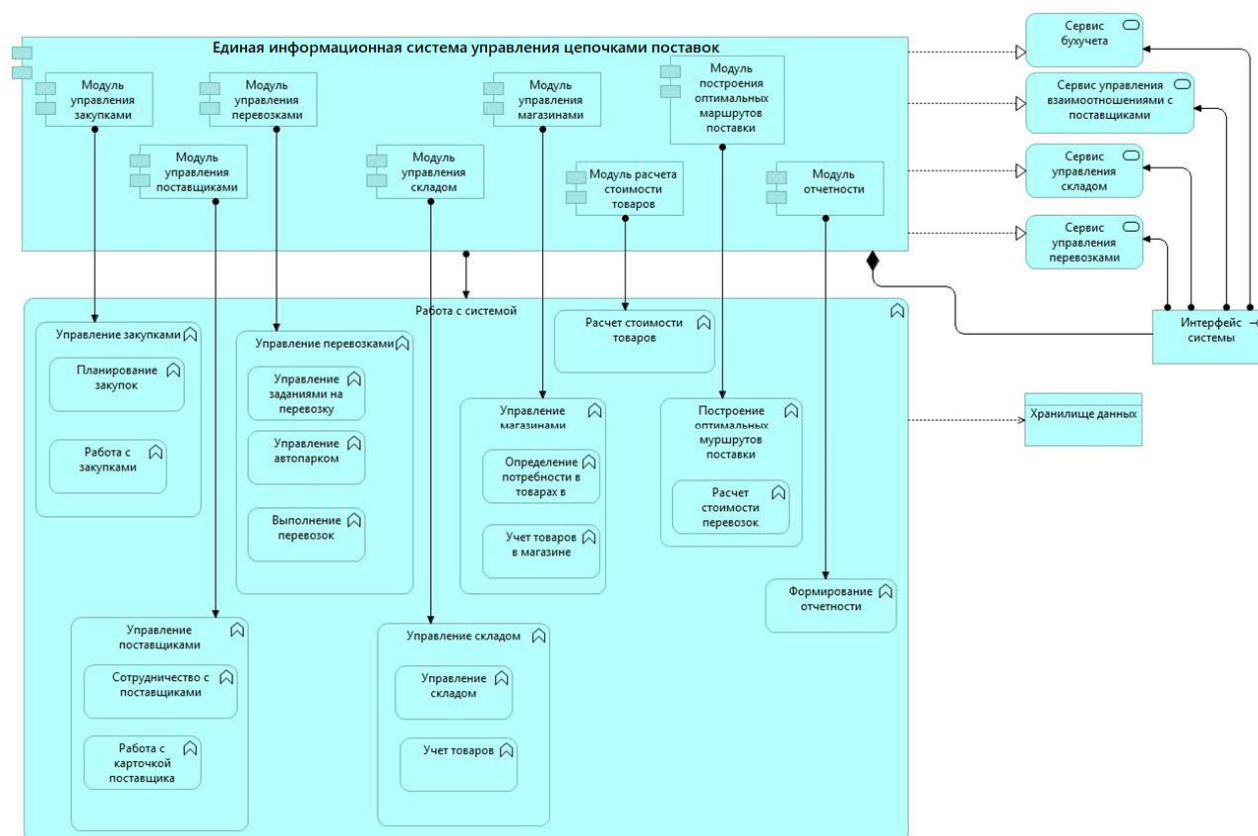 Единая информационная система управления цепочками поставок
Модуль
управления
закупками
Модуль
управления
перевозками
Модуль
управления
магазинами
Модуль
построения
оптимальных
маршрутов
поставки
Модуль
управления
поставщиками
Модуль
управления
складом
Модуль расчета
стоимости
товаров
Модуль
отчетности
Сервис
бухучета
Сервис управления
взаимоотношениями с
поставщиками
Сервис
управления
складом
Сервис
управления
перевозками
Интерфейс
системы
Хранилище данных
Работа с системой
Управление закупками
Планирование
закупок
Работа с
закупками
Управление перевозками
Управление
заданиями на
перевозку
Управление
автопарком
Выполнение
перевозок
Управление
магазинами
Определение
потребности в
товарах в
Учет товаров
в магазине
Расчет стоимости
товаров
Построение
оптимальных
муршрутов
поставки
Расчет
стоимости
перевозок
Формирование
отчетности
Управление
поставщиками
Сотрудничество с
поставщиками
Работа с
карточкой
поставщика
Управление складом
Управление
складом
Учет товаров